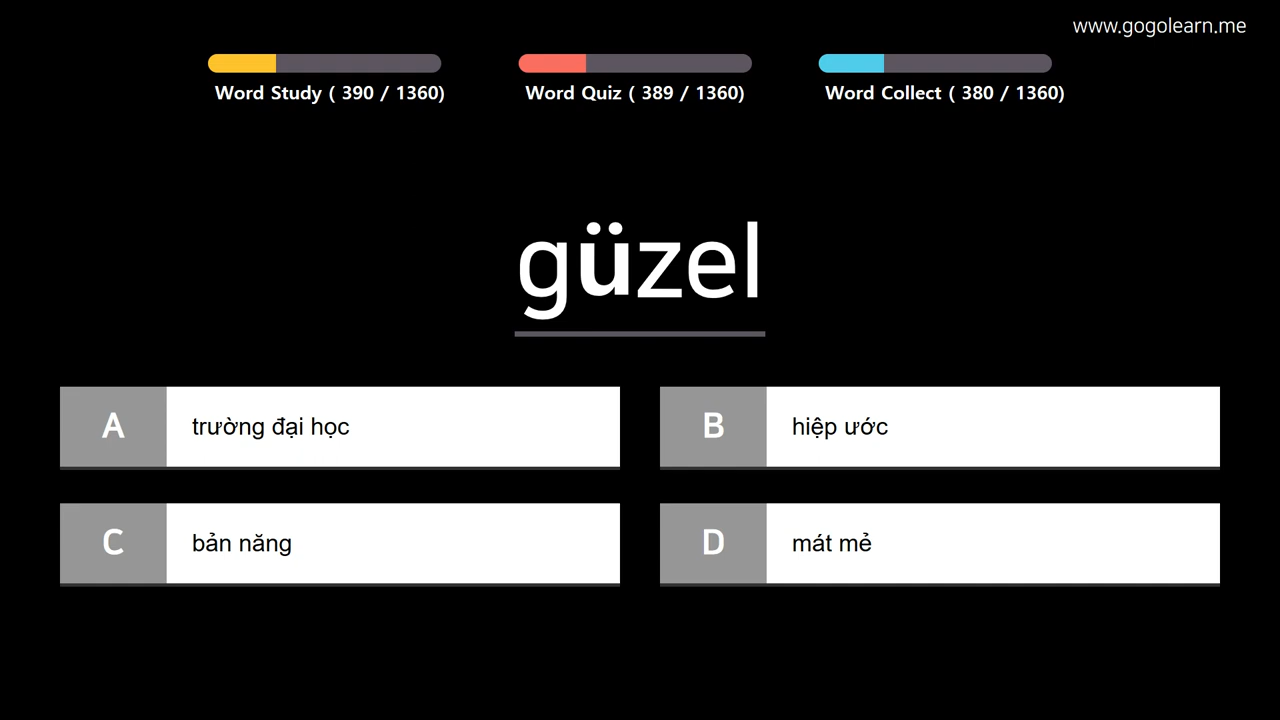 www.gogolearn.me
Word Study ( 390 / 1360)
Word Quiz ( 389 / 1360)
Word Collect ( 380 / 1360)
güzel
A trường đại học
B hiệp ước
C bản năng
D mát mẻ